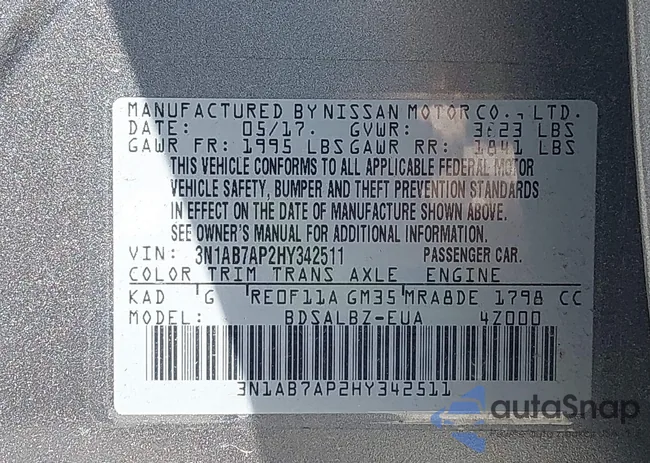 MANUFACTURED BY NISSAN MOTOR CO., LTD.
DATE: 05/17. GVWR: 3623 LBS
GAWR FR: 1995 LBS GAWR RR: 1841 LBS
THIS VEHICLE CONFORMS TO ALL APPLICABLE FEDERAL MOTOR
VEHICLE SAFETY, BUMPER AND THEFT PREVENTION STANDARDS
IN EFFECT ON THE DATE OF MANUFACTURE SHOWN ABOVE.
SEE OWNER'S MANUAL FOR ADDITIONAL INFORMATION.
VIN: 3N1AB7AP2HY342511 PASSENGER CAR.
COLOR TRIM TRANS AXLE ENGINE
KAD G RE0F11A GM35 MRA8DE 1798 CC
MODEL: BDSALBZ-EUA 4Z000
3N1AB7AP2HY342511
autaSnap